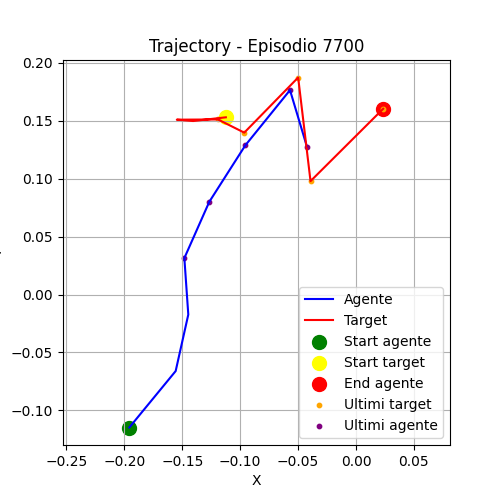 Trajectory - Episodio 7700
0.20
0.15
0.10
0.05
0.00
−0.05
−0.10
−0.25 −0.20 −0.15 −0.10 −0.05 0.00 0.05
X
Agente
Target
Start agente
Start target
End agente
Ultimi target
Ultimi agente